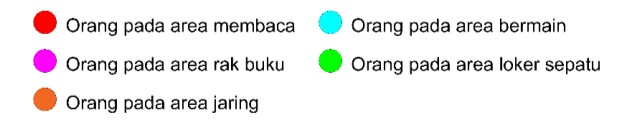 Orang pada area membaca
Orang pada area bermain
Orang pada area rak buku
Orang pada area loker sepatu
Orang pada area jaring